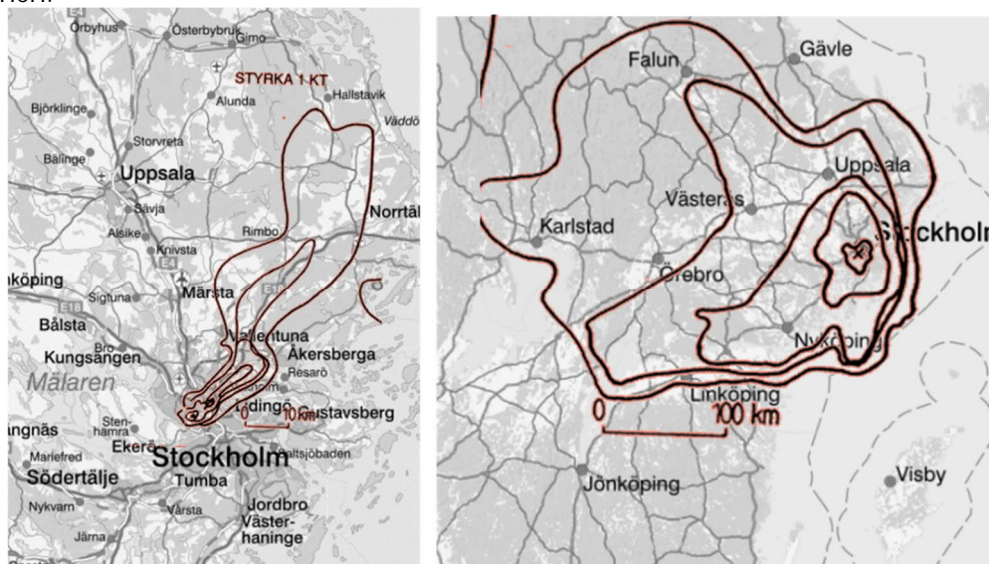 E4
Örbyhus
Österbybruk
Gimo
STYRKA 1 KT
Hallstavik
Alunda
Björklinge
Väddö
Storvreta
Bälinge
Uppsala
Sävja
Norrtäl
Alsike
Rimbo
Knivsta
E4
nköping
Märsta
Sigtuna
E18
E18
Bålsta
Vallentuna
Bro
Kungsängen
Åkersberga
Resarö
Mälaren
Lidingö
0 10 km
Gustavsberg
Sten-
hamra
ängnäs
Ekerö
Saltsjöbaden
Mariefred
Stockholm
Södertälje
Tumba
Nykvarn
Vårsta
Jordbro
Väster-
haninge
Järna
Gävle
Falun
Uppsala
Västerås
Karlstad
Stockholm
Örebro
Nyköping
Linköping
0 100 km
Jönköping
Visby